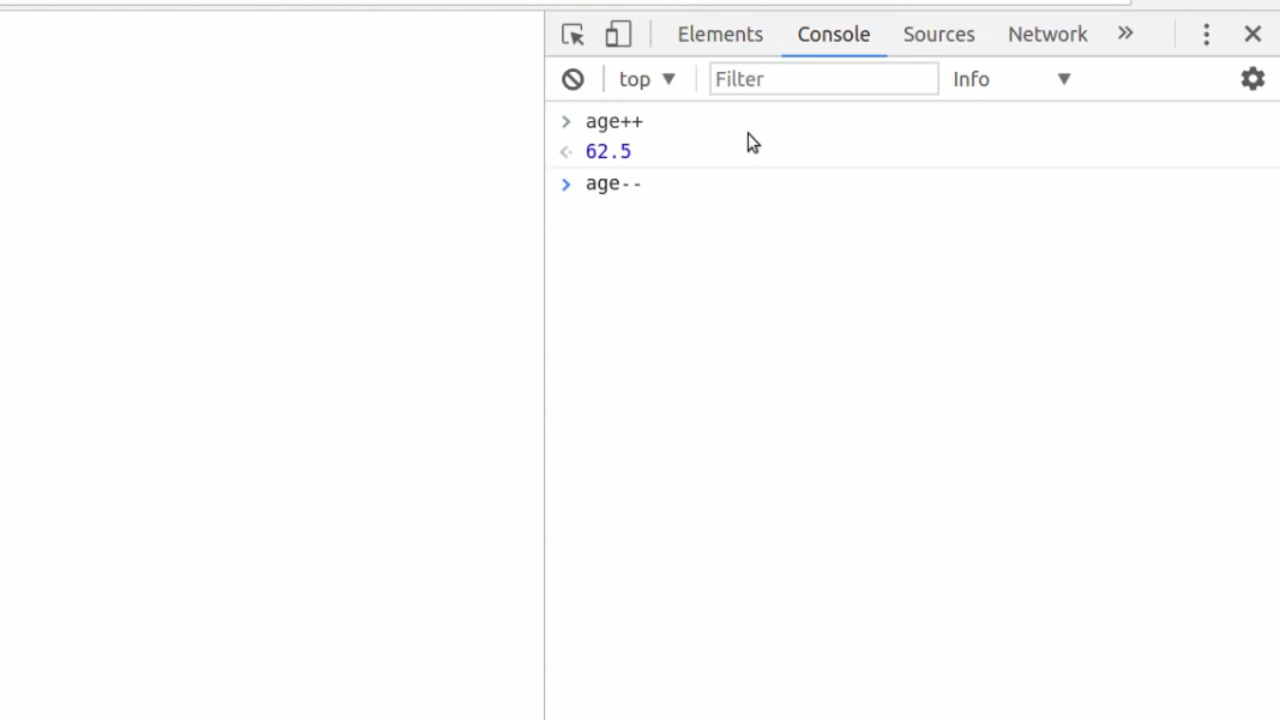 Elements Console Sources Network »
top ▼ Filter Info ▼
> age++
<· 62.5
> age--